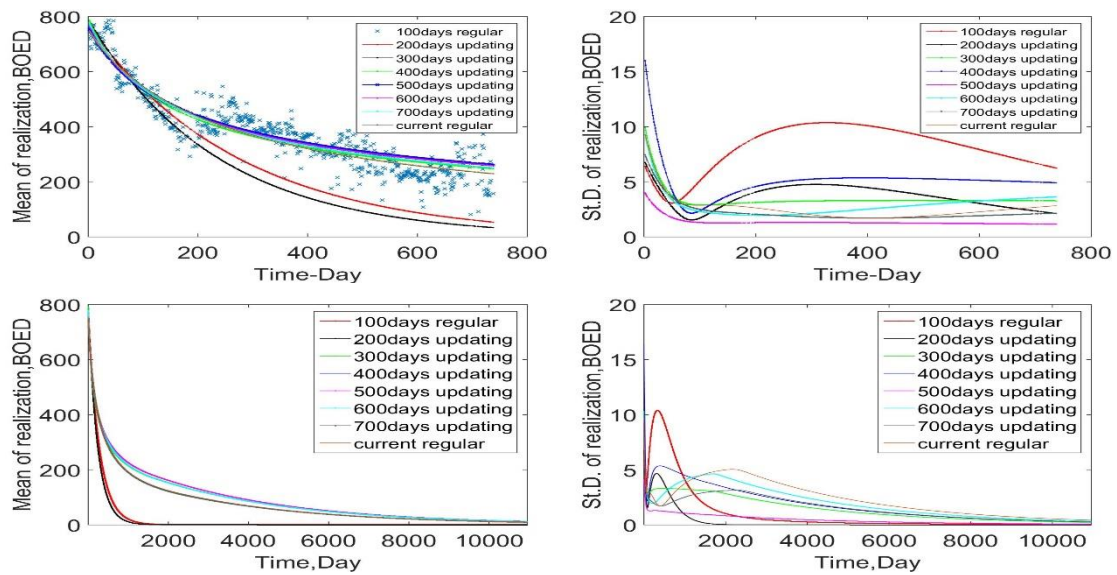 800
600
400
200
0
Mean of realization,BOED
0 200 400 600 800
Time-Day
100days regular
200days updating
300days updating
400days updating
500days updating
600days updating
700days updating
current regular
20
15
10
5
0
St.D. of realization,BOED
0 200 400 600 800
Time-Day
100days regular
200days updating
300days updating
400days updating
500days updating
600days updating
700days updating
current regular
800
600
400
200
0
Mean of realization,BOED
2000 4000 6000 8000 10000
Time,Day
100days regular
200days updating
300days updating
400days updating
500days updating
600days updating
700days updating
current regular
20
15
10
5
0
St.D. of realization,BOED
2000 4000 6000 8000 10000
Time,Day
100days regular
200days updating
300days updating
400days updating
500days updating
600days updating
700days updating
current regular